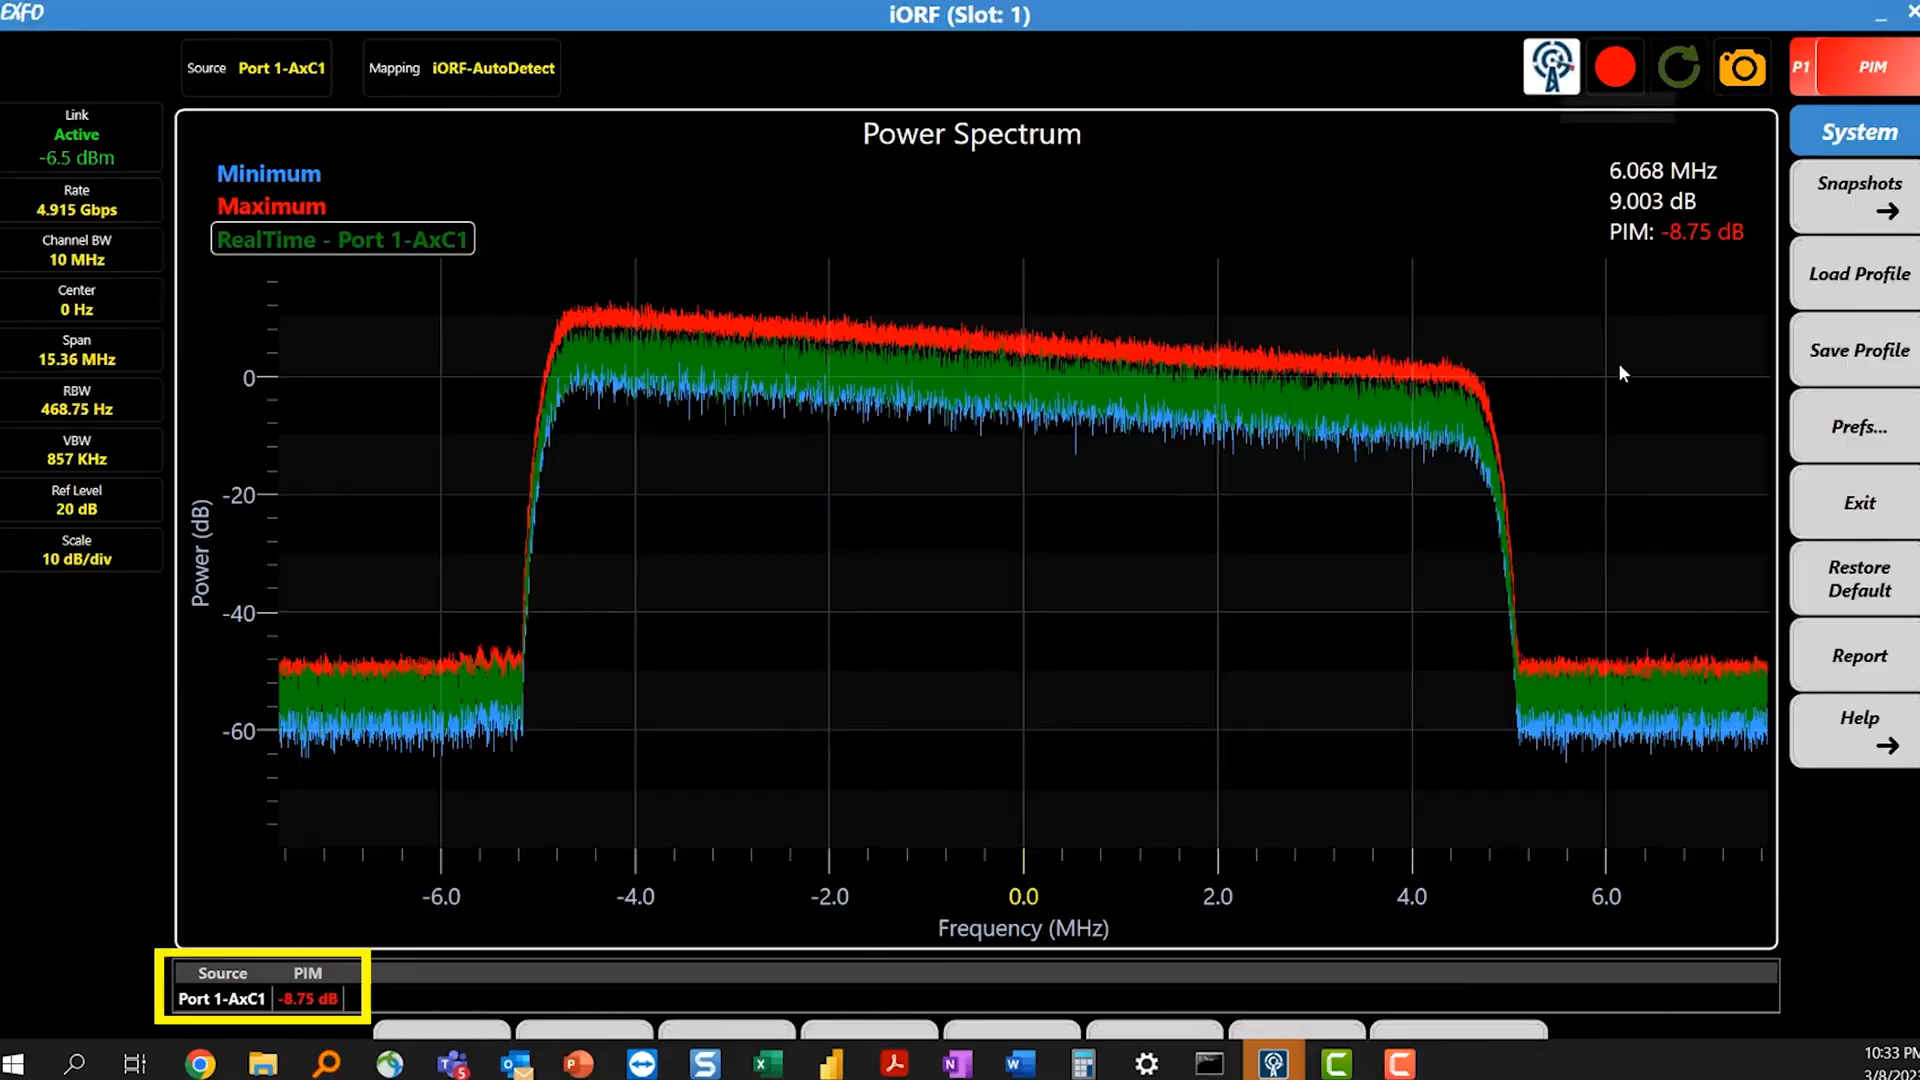 EXFO
iORF (Slot: 1)
Source Port 1-AxC1
Mapping iORF-AutoDetect
P1 PIM
Link
Active
-6.5 dBm
Rate
4.915 Gbps
Channel BW
10 MHz
Center
0 Hz
Span
15.36 MHz
RBW
468.75 Hz
VBW
857 KHz
Ref Level
20 dB
Scale
10 dB/div
Power Spectrum
Minimum
Maximum
RealTime - Port 1-AxC1
6.068 MHz
9.003 dB
PIM: -8.75 dB
Power (dB)
0
-20
-40
-60
-6.0 -4.0 -2.0 0.0 2.0 4.0 6.0
Frequency (MHz)
System
Snapshots
Load Profile
Save Profile
Prefs...
Exit
Restore
Default
Report
Help
Source PIM
Port 1-AxC1 -8.75 dB
10:33 PM